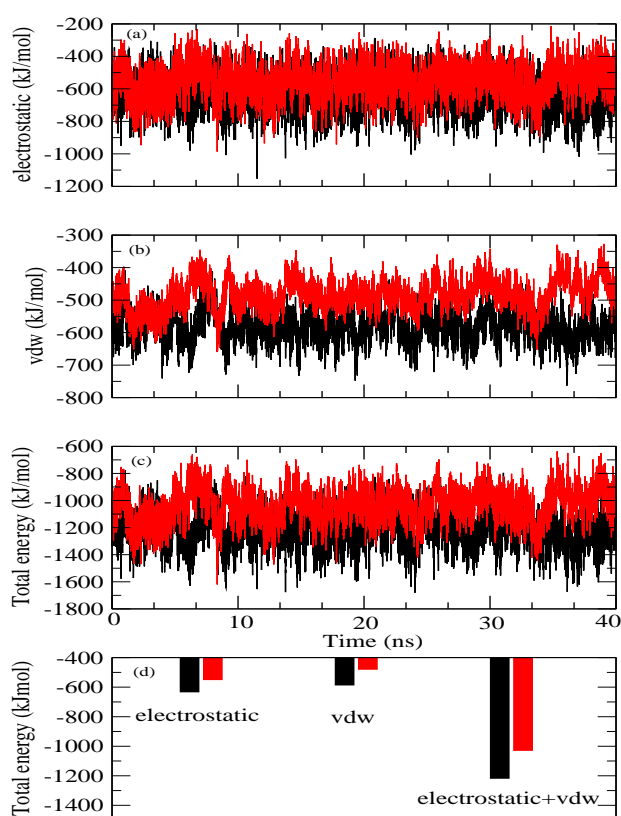 -200
(a)
-400
-600
-800
-1000
-1200
electrostatic (kJ/mol)
-300
(b)
-400
-500
-600
-700
-800
vdw (kJ/mol)
-600
(c)
-800
-1000
-1200
-1400
-1600
-1800
Total energy (kJ/mol)
0 10 20 30 40
Time (ns)
-400
(d)
-600
-800
-1000
-1200
-1400
Total energy (kJmol)
electrostatic vdw
electrostatic+vdw